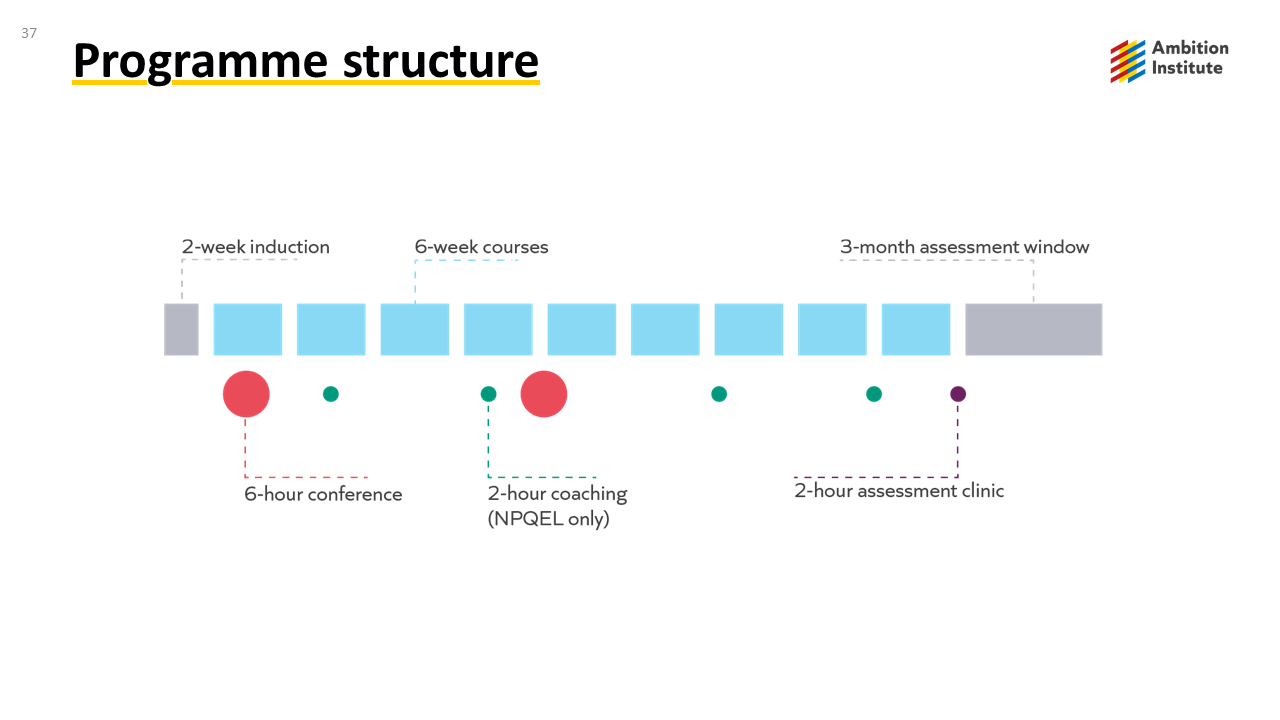 37
Programme structure
Ambition
Institute
2-week induction
6-week courses
3-month assessment window
6-hour conference
2-hour coaching
(NPQEL only)
2-hour assessment clinic